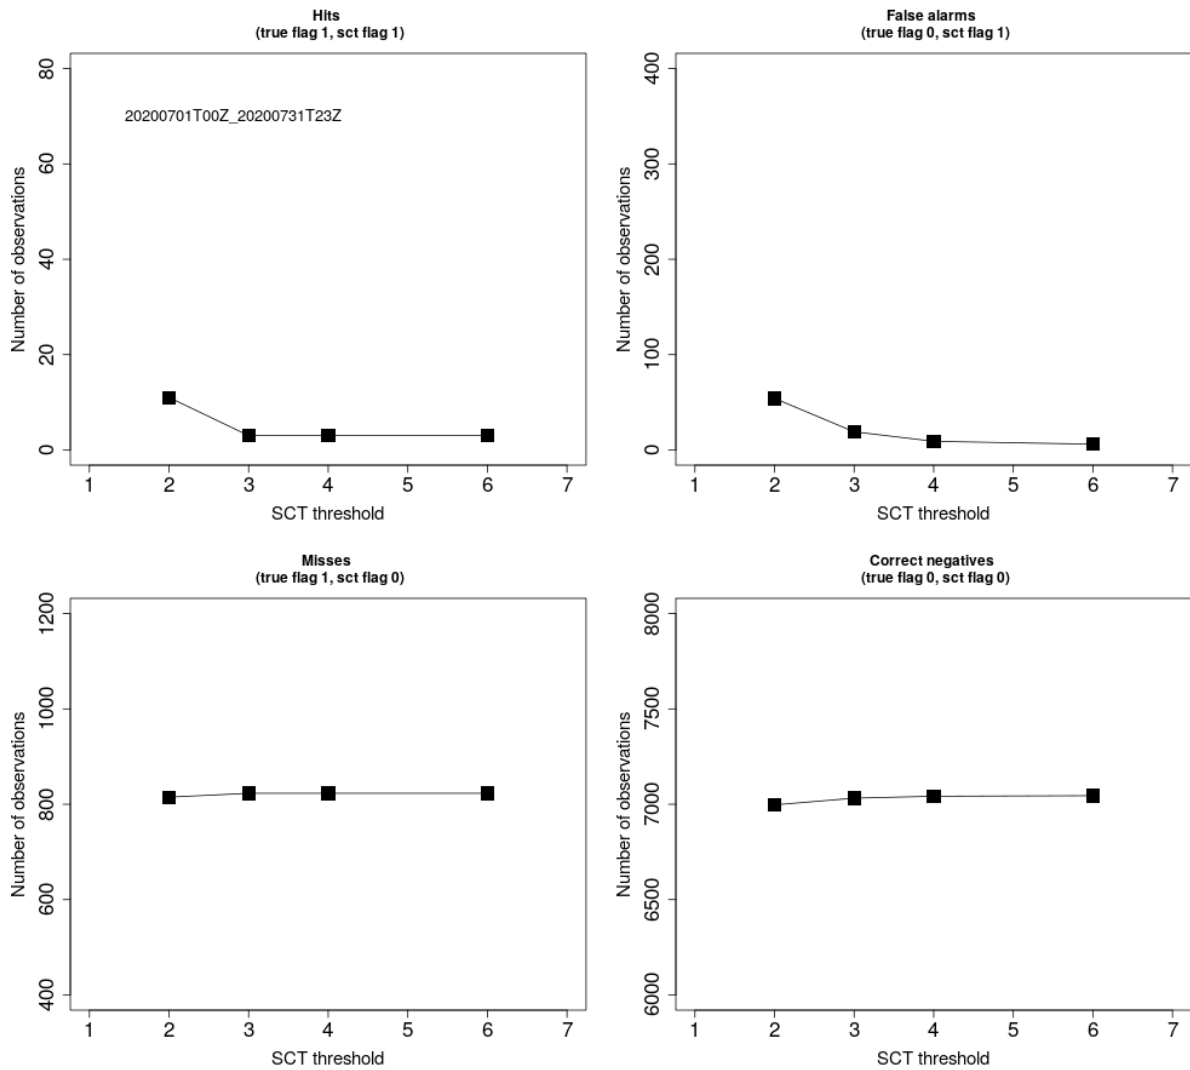 Hits
(true flag 1, sct flag 1)
80
60
40
20
0
Number of observations
20200701T00Z_20200731T23Z
1 2 3 4 5 6 7
SCT threshold
False alarms
(true flag 0, sct flag 1)
400
300
200
100
0
Number of observations
1 2 3 4 5 6 7
SCT threshold
Misses
(true flag 1, sct flag 0)
1200
1000
800
600
400
Number of observations
1 2 3 4 5 6 7
SCT threshold
Correct negatives
(true flag 0, sct flag 0)
8000
7500
7000
6500
6000
Number of observations
1 2 3 4 5 6 7
SCT threshold